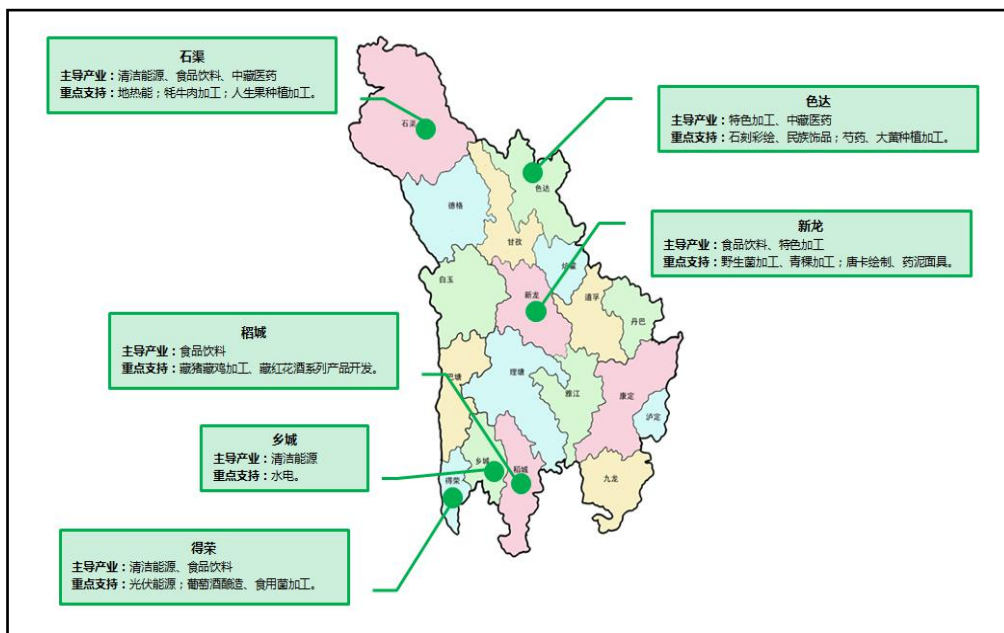 石渠
主导产业：清洁能源、食品饮料、中藏医药
重点支持：地热能；牦牛肉加工；人生果种植加工。
色达
主导产业：特色加工、中藏医药
重点支持：石刻彩绘、民族饰品；芍药、大黄种植加工。
新龙
主导产业：食品饮料、特色加工
重点支持：野生菌加工、青稞加工；唐卡绘制、药泥面具。
稻城
主导产业：食品饮料
重点支持：藏猪藏鸡加工、藏红花酒系列产品开发。
乡城
主导产业：清洁能源
重点支持：水电。
得荣
主导产业：清洁能源、食品饮料
重点支持：光伏能源；葡萄酒酿造、食用菌加工。
石渠
色达
德格
甘孜
炉霍
白玉
新龙
道孚
丹巴
巴塘
理塘
雅江
康定
泸定
乡城
稻城
得荣
九龙